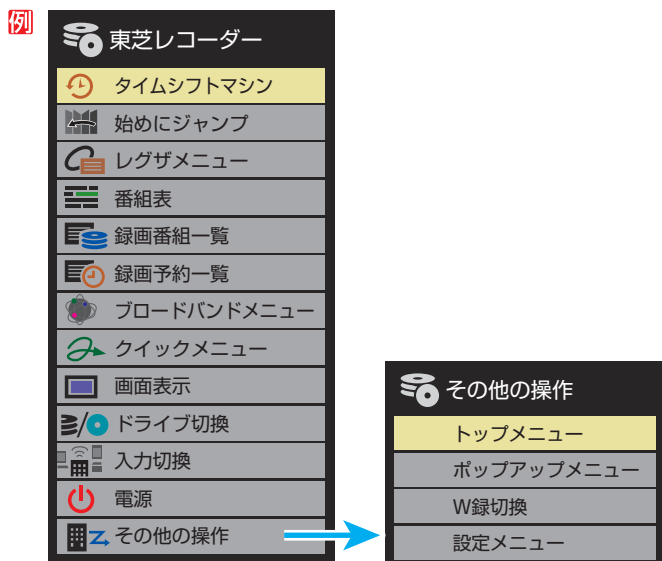 例
東芝レコーダー
タイムシフトマシン
始めにジャンプ
レグザメニュー
番組表
録画番組一覧
録画予約一覧
ブロードバンドメニュー
クイックメニュー
画面表示
ドライブ切換
入力切換
電源
その他の操作
その他の操作
トップメニュー
ポップアップメニュー
W録切換
設定メニュー